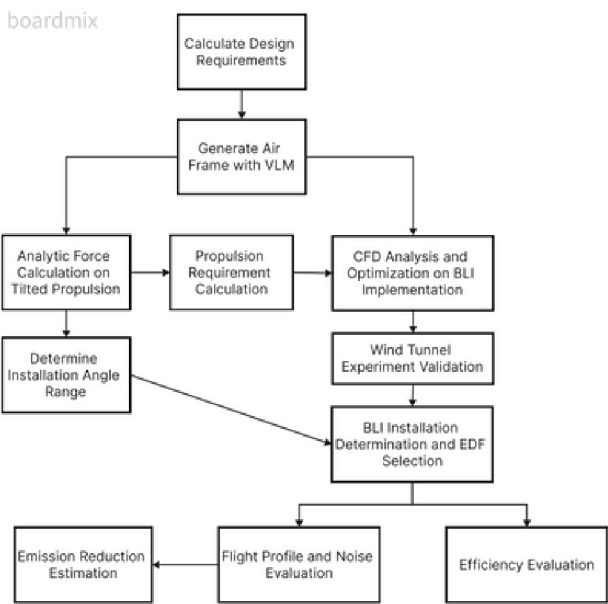 boardmix
Calculate Design
Requirements
Generate Air
Frame with VLM
Analytic Force
Calculation on
Tilted Propulsion
Propulsion
Requirement
Calculation
CFD Analysis and
Optimization on BLI
Implementation
Determine
Installation Angle
Range
Wind Tunnel
Experiment Validation
BLI Installation
Determination and EDF
Selection
Emission Reduction
Estimation
Flight Profile and Noise
Evaluation
Efficiency Evaluation